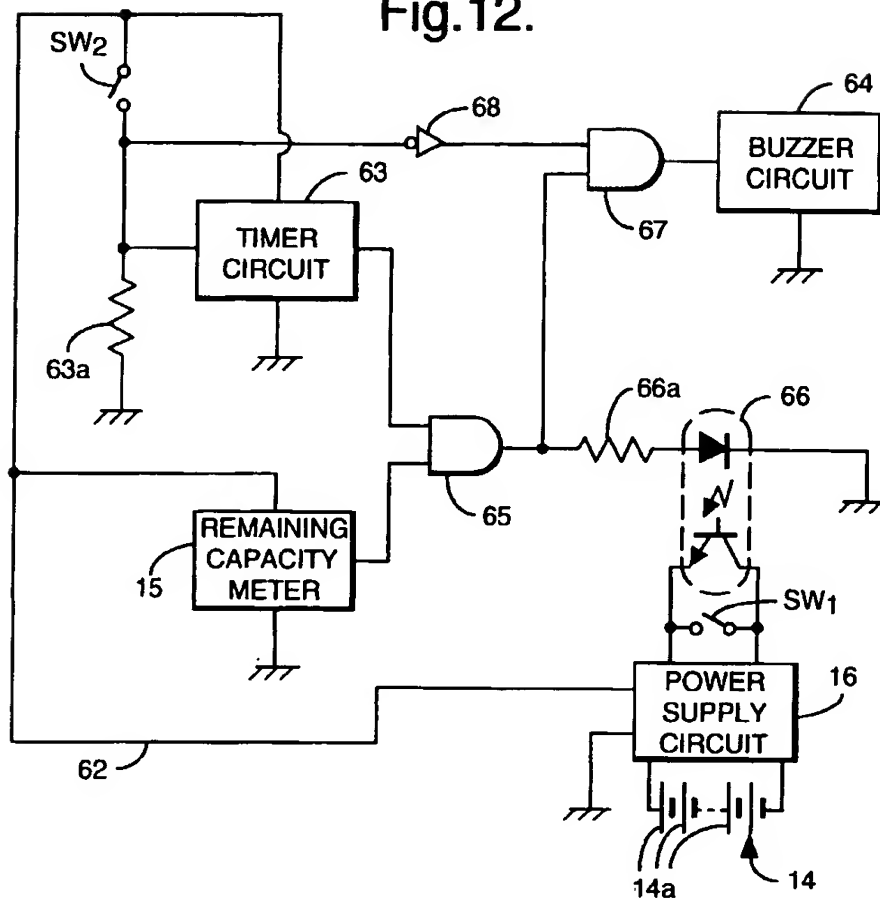 Fig.12.
SW2
68
64
BUZZER
CIRCUIT
63
TIMER
CIRCUIT
67
63a
66a
66
65
REMAINING
CAPACITY
METER
15
SW1
POWER
SUPPLY
CIRCUIT
16
62
14a
14